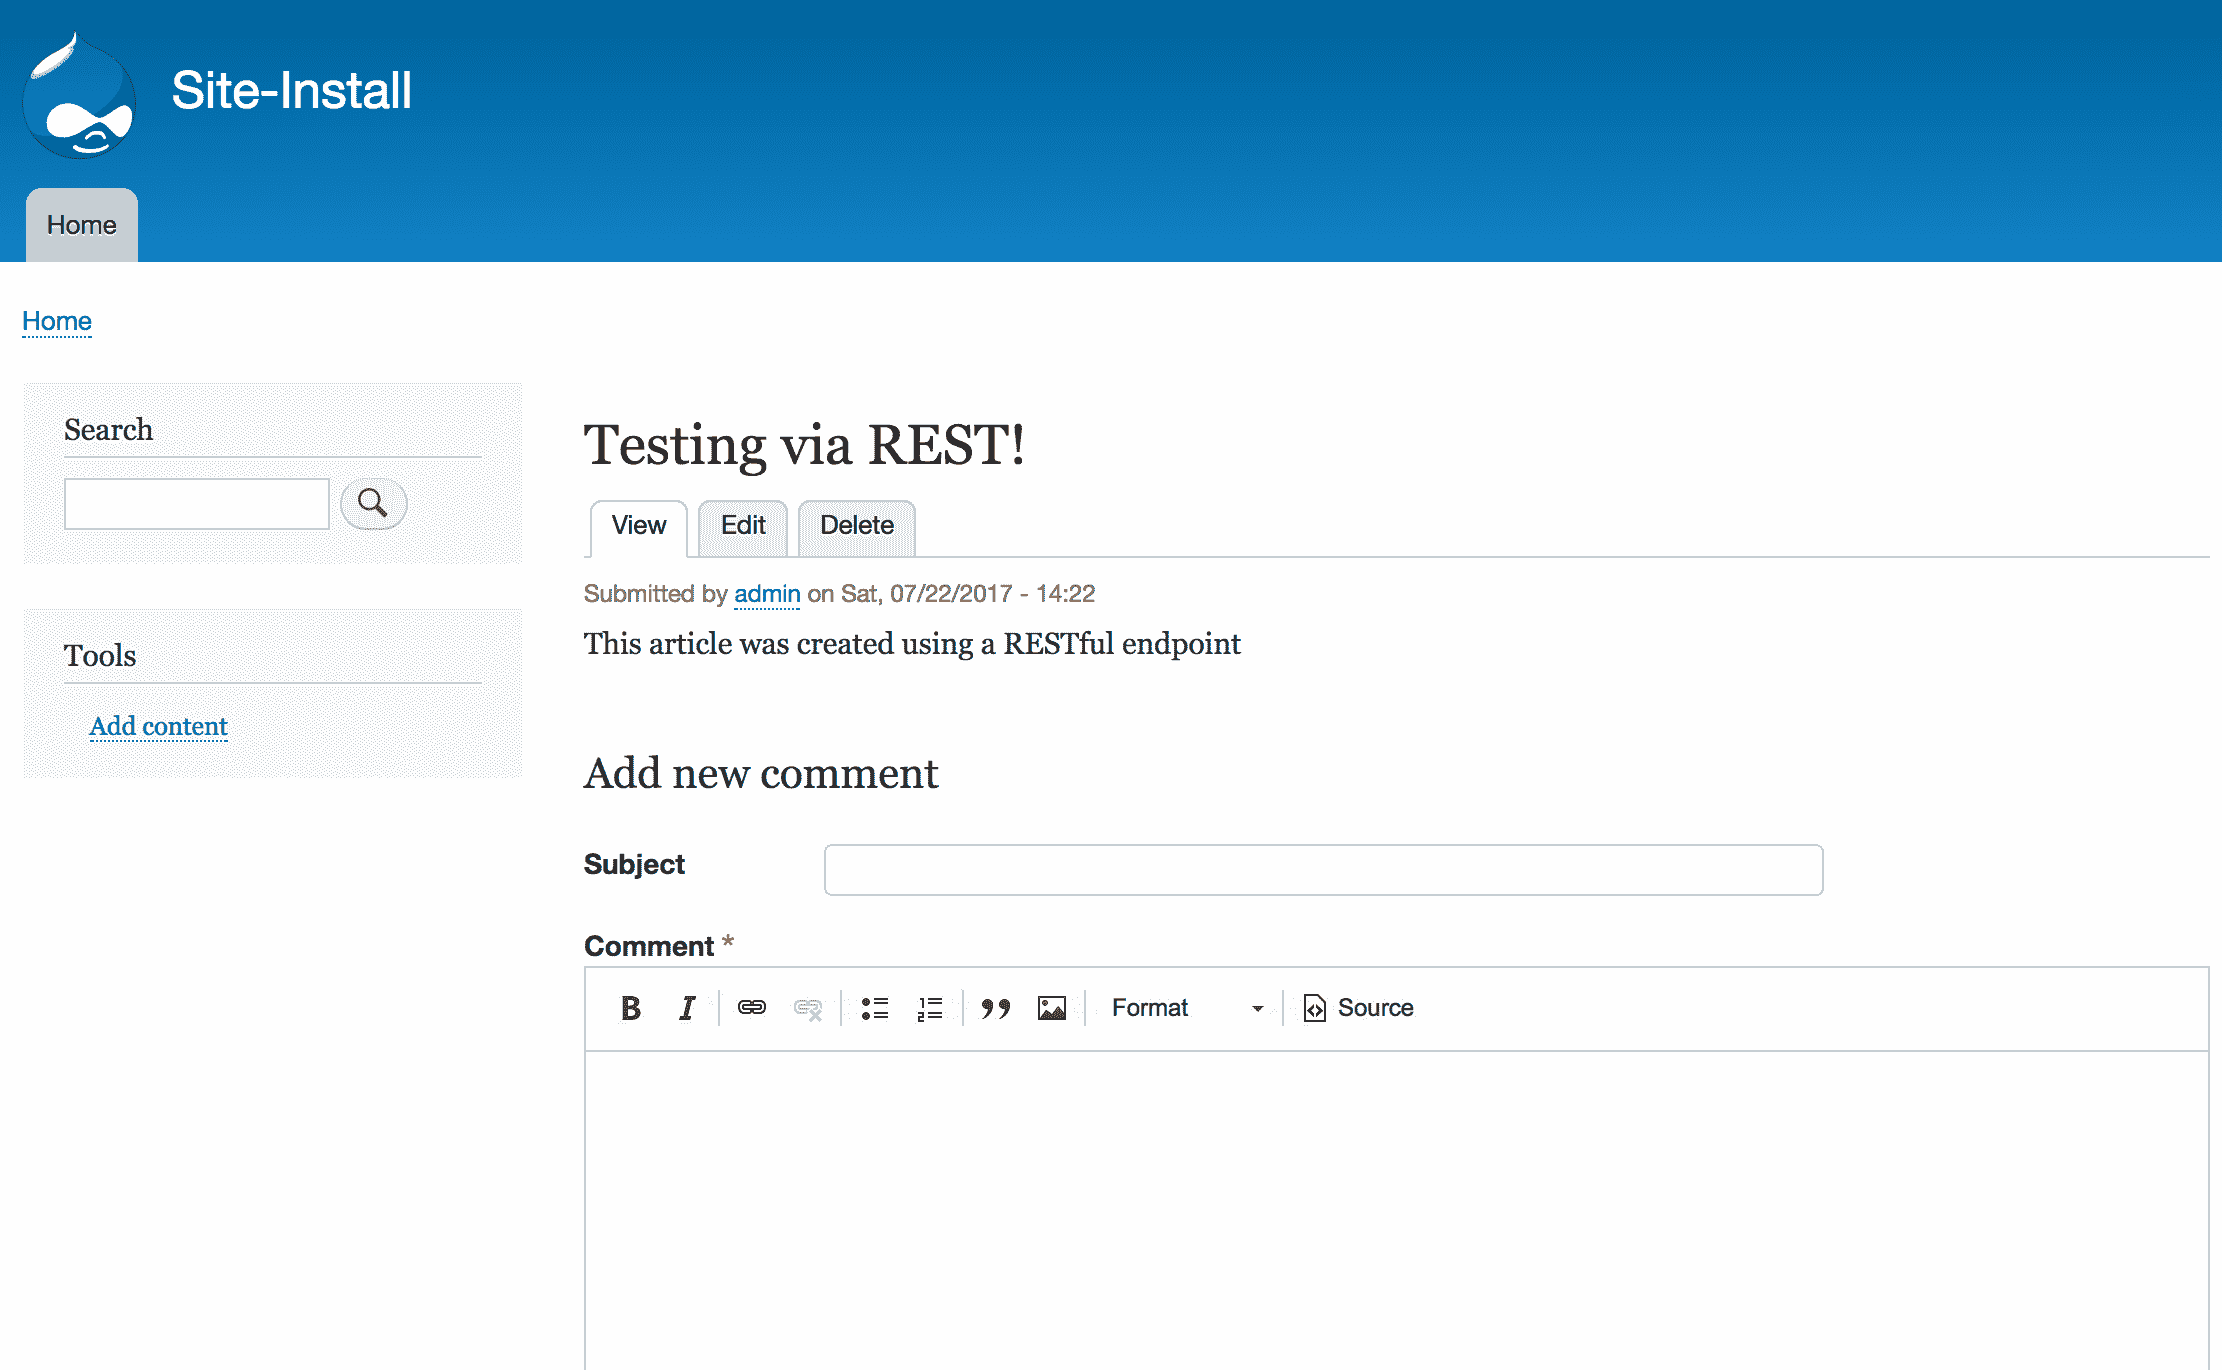 Site-Install
Home
Home
Search
Tools
Add content
Testing via REST!
View Edit Delete
Submitted by admin on Sat, 07/22/2017 - 14:22
This article was created using a RESTful endpoint
Add new comment
Subject
Comment *
B I Format Source